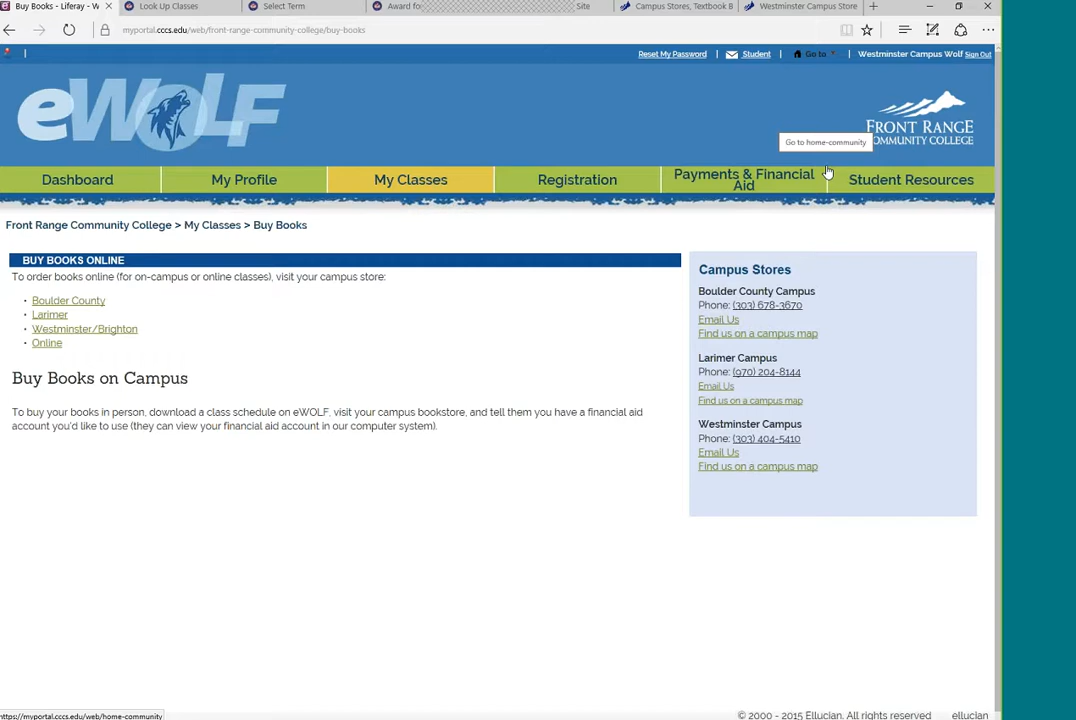 Buy Books - Liferay - W
Look Up Classes
Select Term
Award fo
Site
Campus Stores, Textbook B
Westminster Campus Store
myportal.cccs.edu/web/front-range-community-college/buy-books
Reset My Password | Student | Go to | Westminster Campus Wolf Sign Out
eWOLF
FRONT RANGE
COMMUNITY COLLEGE
Go to home-community
Dashboard
My Profile
My Classes
Registration
Payments & Financial
Aid
Student Resources
Front Range Community College > My Classes > Buy Books
BUY BOOKS ONLINE
To order books online (for on-campus or online classes), visit your campus store:
• Boulder County
• Larimer
• Westminster/Brighton
• Online
Buy Books on Campus
To buy your books in person, download a class schedule on eWOLF, visit your campus bookstore, and tell them you have a financial aid
account you'd like to use (they can view your financial aid account in our computer system).
Campus Stores
Boulder County Campus
Phone: (303) 678-3670
Email Us
Find us on a campus map
Larimer Campus
Phone: (970) 204-8144
Email Us
Find us on a campus map
Westminster Campus
Phone: (303) 404-5410
Email Us
Find us on a campus map
https://myportal.cccs.edu/web/home-community
© 2000 - 2015 Ellucian. All rights reserved
ellucian